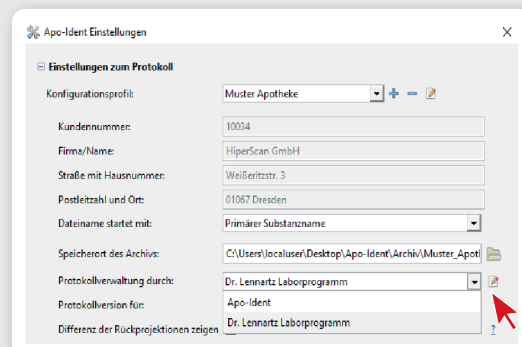 Apo-Ident Einstellungen
Einstellungen zum Protokoll
Konfigurationsprofil: Muster Apotheke
Kundennummer: 10034
Firma/Name: HiperScan GmbH
Straße mit Hausnummer: Weißeritzstr. 3
Postleitzahl und Ort: 01067 Dresden
Dateiname startet mit: Primärer Substanzname
Speicherort des Archivs: C:\Users\localuser\Desktop\Apo-Ident\Archiv\Muster_Apotl
Protokollverwaltung durch: Dr. Lennartz Laborprogramm
Apo-Ident
Protokollversion für:
Dr. Lennartz Laborprogramm
Differenz der Rückprojektionen zeigen ?